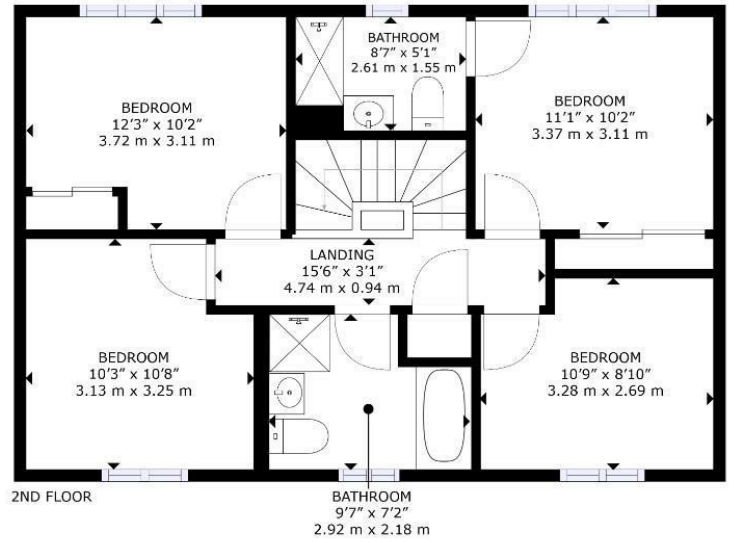 BEDROOM
12'3" x 10'2"
3.72 m x 3.11 m
BATHROOM
8'7" x 5'1"
2.61 m x 1.55 m
BEDROOM
11'1" x 10'2"
3.37 m x 3.11 m
LANDING
15'6" x 3'1"
4.74 m x 0.94 m
BEDROOM
10'3" x 10'8"
3.13 m x 3.25 m
BEDROOM
10'9" x 8'10"
3.28 m x 2.69 m
2ND FLOOR
BATHROOM
9'7" x 7'2"
2.92 m x 2.18 m